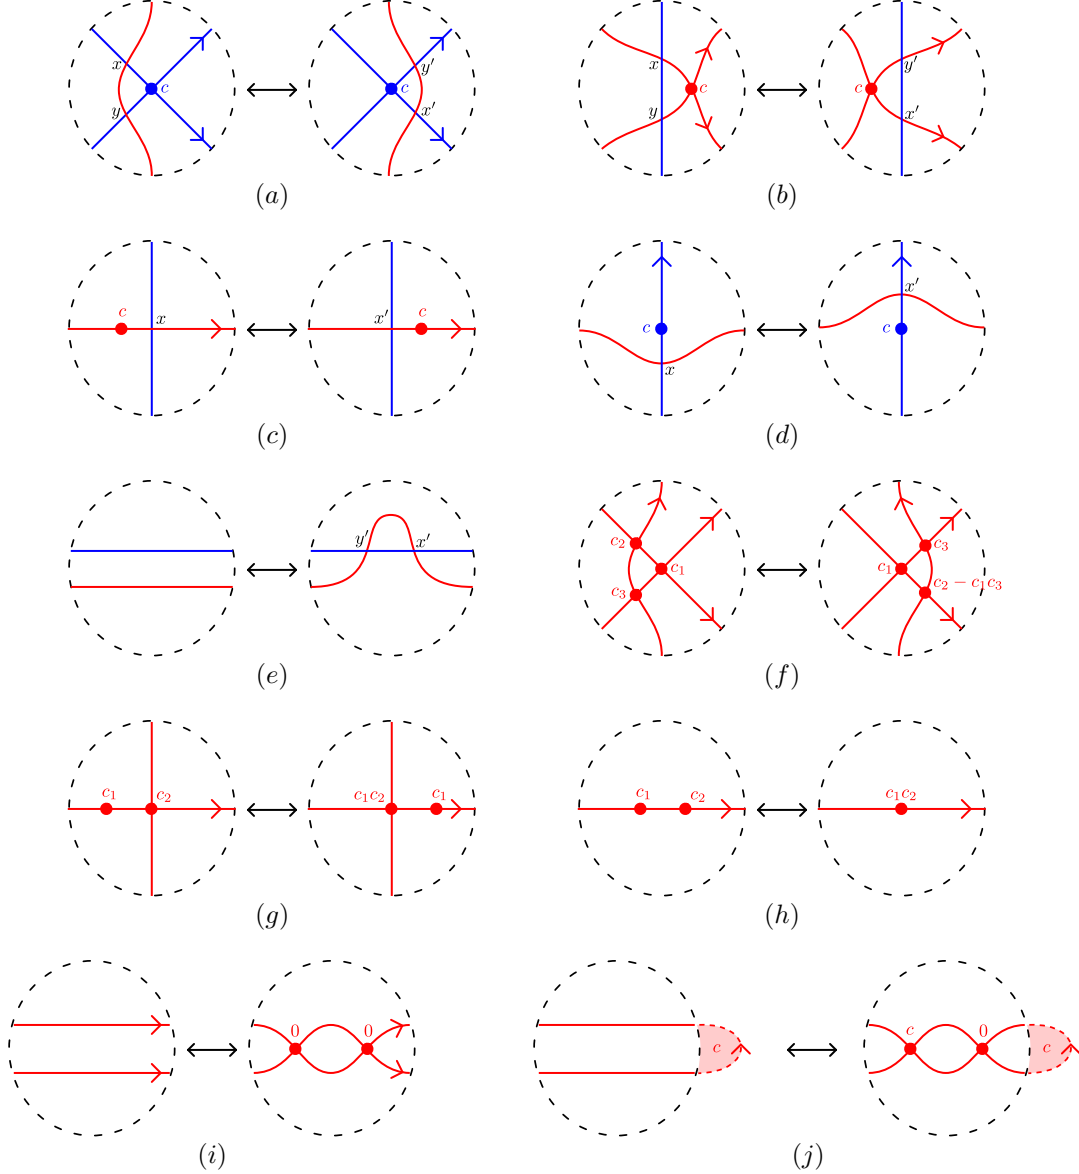 x c y
y' c x'
(a)
x c y
y' c x'
(b)
c x
x' c
(c)
c x
x' c
(d)
y' x'
(e)
c₂ c₁ c₃
c₃ c₁ c₂ − c₁c₃
(f)
c₁ c₂
c₁c₂ c₁
(g)
c₁ c₂
c₁c₂
(h)
0 0
(i)
c
c 0 c
(j)